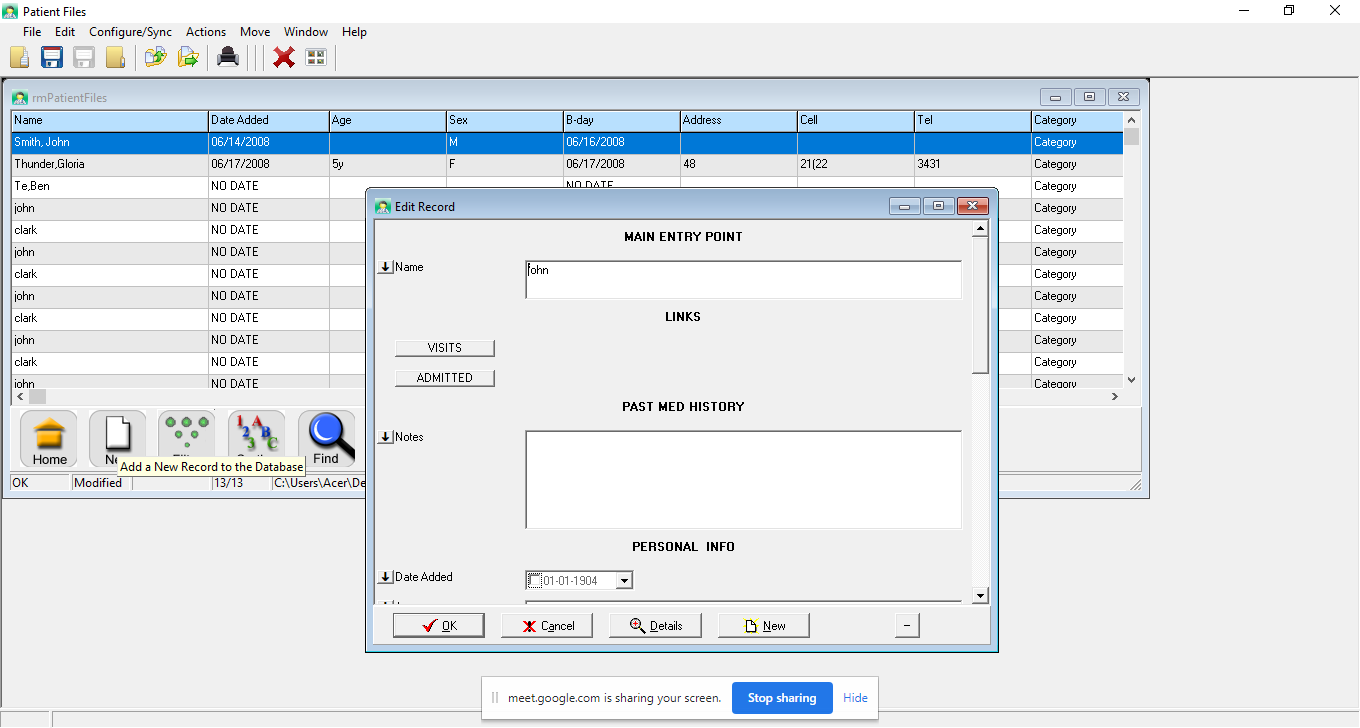 Patient Files
File Edit Configure/Sync Actions Move Window Help
rmPatientFiles
Name Date Added Age Sex B-day Address Cell Tel Category
Smith, John 06/14/2008 M 06/16/2008 Category
Thunder,Gloria 06/17/2008 5y F 06/17/2008 48 21(22 3431 Category
Te,Ben NO DATE NO DATE Category
john NO DATE Category
clark NO DATE Category
john NO DATE Category
clark NO DATE Category
john NO DATE Category
clark NO DATE Category
john NO DATE Category
clark NO DATE Category
john NO DATE Category
Edit Record
MAIN ENTRY POINT
Name john
LINKS
VISITS
ADMITTED
PAST MED HISTORY
Notes
PERSONAL INFO
Date Added 01-01-1904
OK Cancel Details New −
Home Find
Add a New Record to the Database
OK Modified 13/13 C:\Users\Acer\De
meet.google.com is sharing your screen. Stop sharing Hide